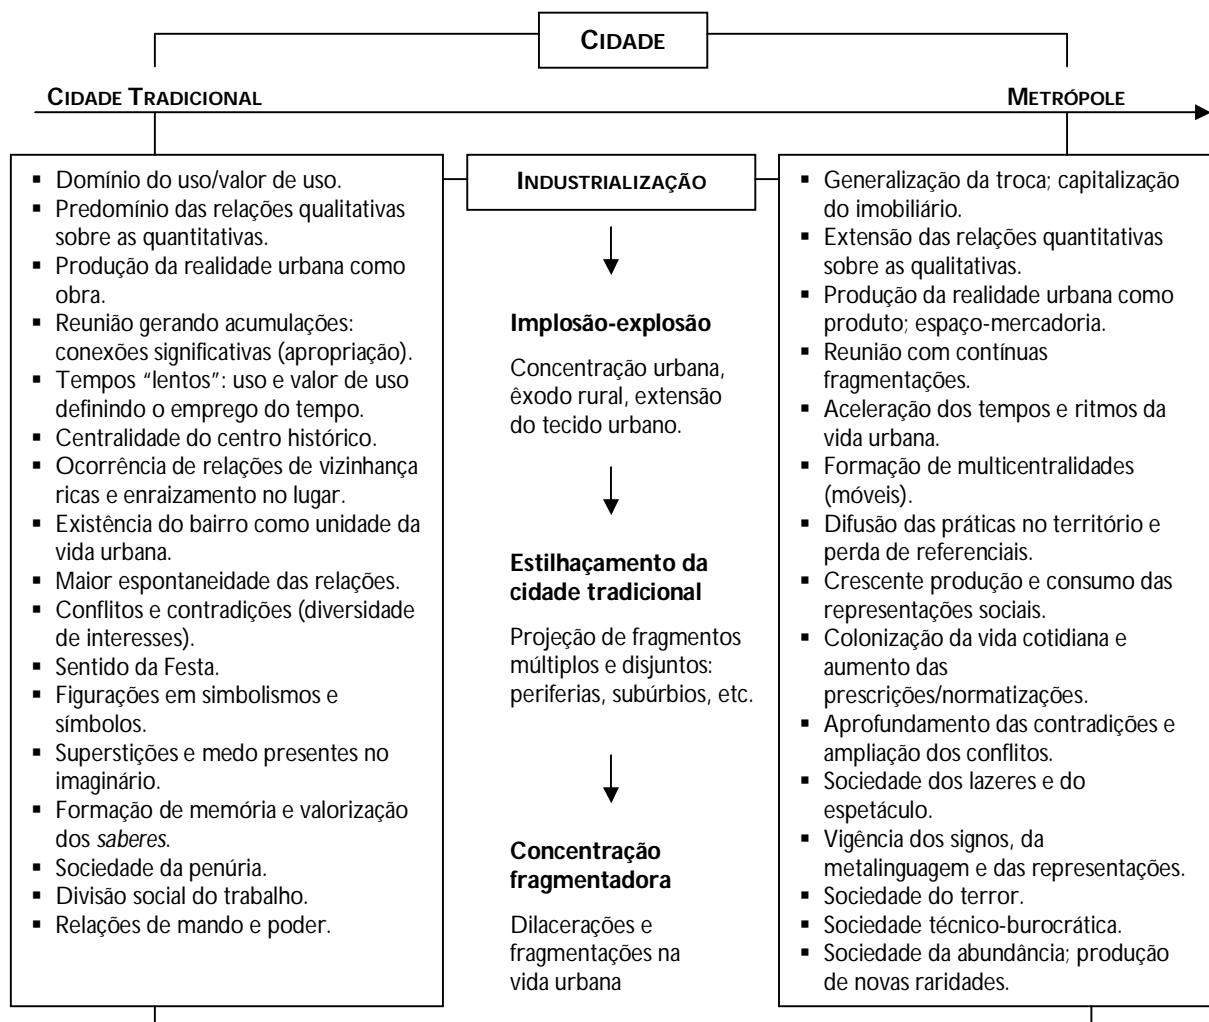 CIDADE
CIDADE TRADICIONAL
METRÓPOLE
▪ Domínio do uso/valor de uso.
▪ Predomínio das relações qualitativas
sobre as quantitativas.
▪ Produção da realidade urbana como
obra.
▪ Reunião gerando acumulações:
conexões significativas (apropriação).
▪ Tempos “lentos”: uso e valor de uso
definindo o emprego do tempo.
▪ Centralidade do centro histórico.
▪ Ocorrência de relações de vizinhança
ricas e enraizamento no lugar.
▪ Existência do bairro como unidade da
vida urbana.
▪ Maior espontaneidade das relações.
▪ Conflitos e contradições (diversidade
de interesses).
▪ Sentido da Festa.
▪ Figurações em simbolismos e
símbolos.
▪ Superstições e medo presentes no
imaginário.
▪ Formação de memória e valorização
dos saberes.
▪ Sociedade da penúria.
▪ Divisão social do trabalho.
▪ Relações de mando e poder.
INDUSTRIALIZAÇÃO
Implosão-explosão
Concentração urbana,
êxodo rural, extensão
do tecido urbano.
Estilhaçamento da
cidade tradicional
Projeção de fragmentos
múltiplos e disjuntos:
periferias, subúrbios, etc.
Concentração
fragmentadora
Dilacerações e
fragmentações na
vida urbana
▪ Generalização da troca; capitalização
do imobiliário.
▪ Extensão das relações quantitativas
sobre as qualitativas.
▪ Produção da realidade urbana como
produto; espaço-mercadoria.
▪ Reunião com contínuas
fragmentações.
▪ Aceleração dos tempos e ritmos da
vida urbana.
▪ Formação de multicentralidades
(móveis).
▪ Difusão das práticas no território e
perda de referenciais.
▪ Crescente produção e consumo das
representações sociais.
▪ Colonização da vida cotidiana e
aumento das
prescrições/normatizações.
▪ Aprofundamento das contradições e
ampliação dos conflitos.
▪ Sociedade dos lazeres e do
espetáculo.
▪ Vigência dos signos, da
metalinguagem e das representações.
▪ Sociedade do terror.
▪ Sociedade técnico-burocrática.
▪ Sociedade da abundância; produção
de novas raridades.